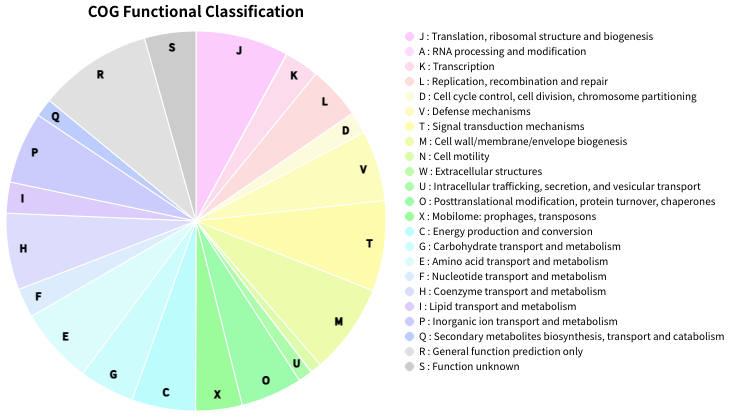 COG Functional Classification
S
J
R
K
L
Q
D
P
V
I
T
H
F
M
E
U
G
O
C
X
J : Translation, ribosomal structure and biogenesis
A : RNA processing and modification
K : Transcription
L : Replication, recombination and repair
D : Cell cycle control, cell division, chromosome partitioning
V : Defense mechanisms
T : Signal transduction mechanisms
M : Cell wall/membrane/envelope biogenesis
N : Cell motility
W : Extracellular structures
U : Intracellular trafficking, secretion, and vesicular transport
O : Posttranslational modification, protein turnover, chaperones
X : Mobilome: prophages, transposons
C : Energy production and conversion
G : Carbohydrate transport and metabolism
E : Amino acid transport and metabolism
F : Nucleotide transport and metabolism
H : Coenzyme transport and metabolism
I : Lipid transport and metabolism
P : Inorganic ion transport and metabolism
Q : Secondary metabolites biosynthesis, transport and catabolism
R : General function prediction only
S : Function unknown